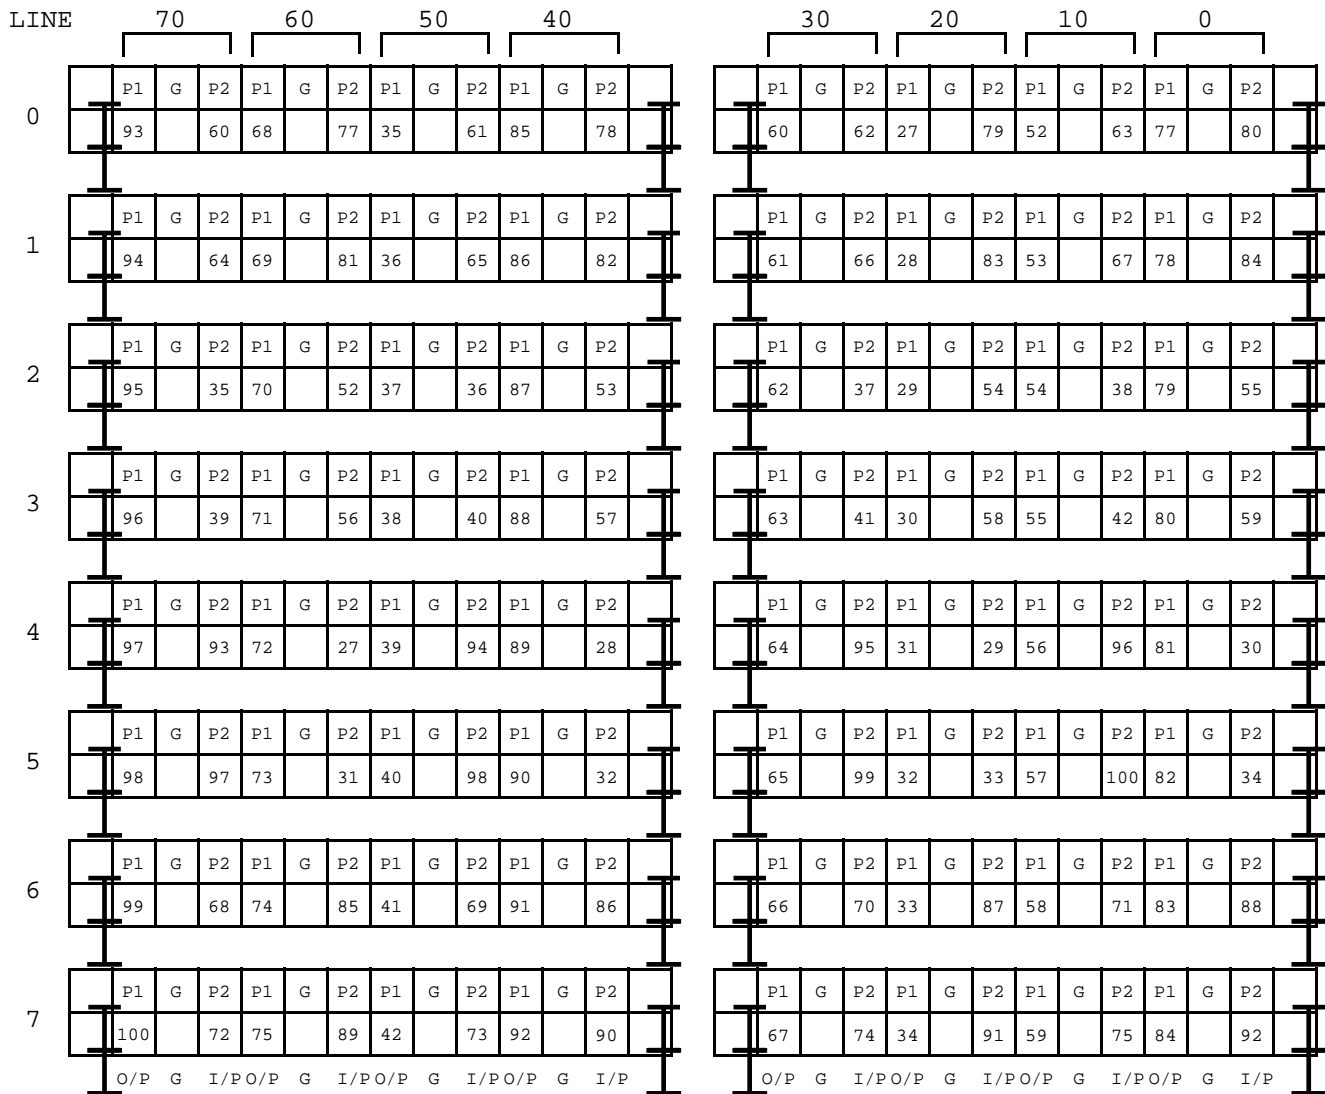 LINE 70 60 50 40 30 20 10 0
P1 G P2 P1 G P2 P1 G P2 P1 G P2 P1 G P2 P1 G P2 P1 G P2 P1 G P2
0
93 60 68 77 35 61 85 78 60 62 27 79 52 63 77 80
P1 G P2 P1 G P2 P1 G P2 P1 G P2 P1 G P2 P1 G P2 P1 G P2 P1 G P2
1
94 64 69 81 36 65 86 82 61 66 28 83 53 67 78 84
P1 G P2 P1 G P2 P1 G P2 P1 G P2 P1 G P2 P1 G P2 P1 G P2 P1 G P2
2
95 35 70 52 37 36 87 53 62 37 29 54 54 38 79 55
P1 G P2 P1 G P2 P1 G P2 P1 G P2 P1 G P2 P1 G P2 P1 G P2 P1 G P2
3
96 39 71 56 38 40 88 57 63 41 30 58 55 42 80 59
P1 G P2 P1 G P2 P1 G P2 P1 G P2 P1 G P2 P1 G P2 P1 G P2 P1 G P2
4
97 93 72 27 39 94 89 28 64 95 31 29 56 96 81 30
P1 G P2 P1 G P2 P1 G P2 P1 G P2 P1 G P2 P1 G P2 P1 G P2 P1 G P2
5
98 97 73 31 40 98 90 32 65 99 32 33 57 100 82 34
P1 G P2 P1 G P2 P1 G P2 P1 G P2 P1 G P2 P1 G P2 P1 G P2 P1 G P2
6
99 68 74 85 41 69 91 86 66 70 33 87 58 71 83 88
P1 G P2 P1 G P2 P1 G P2 P1 G P2 P1 G P2 P1 G P2 P1 G P2 P1 G P2
7
100 72 75 89 42 73 92 90 67 74 34 91 59 75 84 92
O/P G I/P O/P G I/P O/P G I/P O/P G I/P O/P G I/P O/P G I/P O/P G I/P O/P G I/P